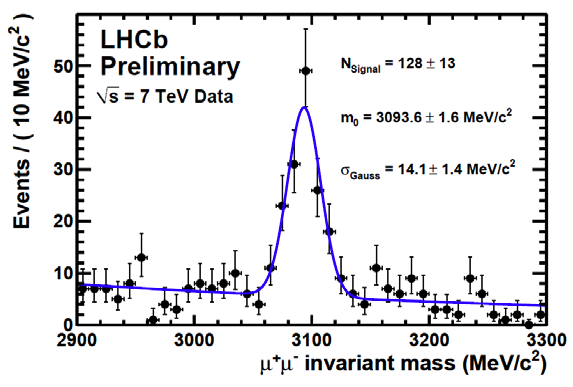 LHCb
Preliminary
√s = 7 TeV Data
N_Signal = 128 ± 13
m₀ = 3093.6 ± 1.6 MeV/c²
σ_Gauss = 14.1 ± 1.4 MeV/c²
Events / ( 10 MeV/c² )
50
40
30
20
10
0
2900 3000 3100 3200 3300
μ⁺μ⁻ invariant mass (MeV/c²)